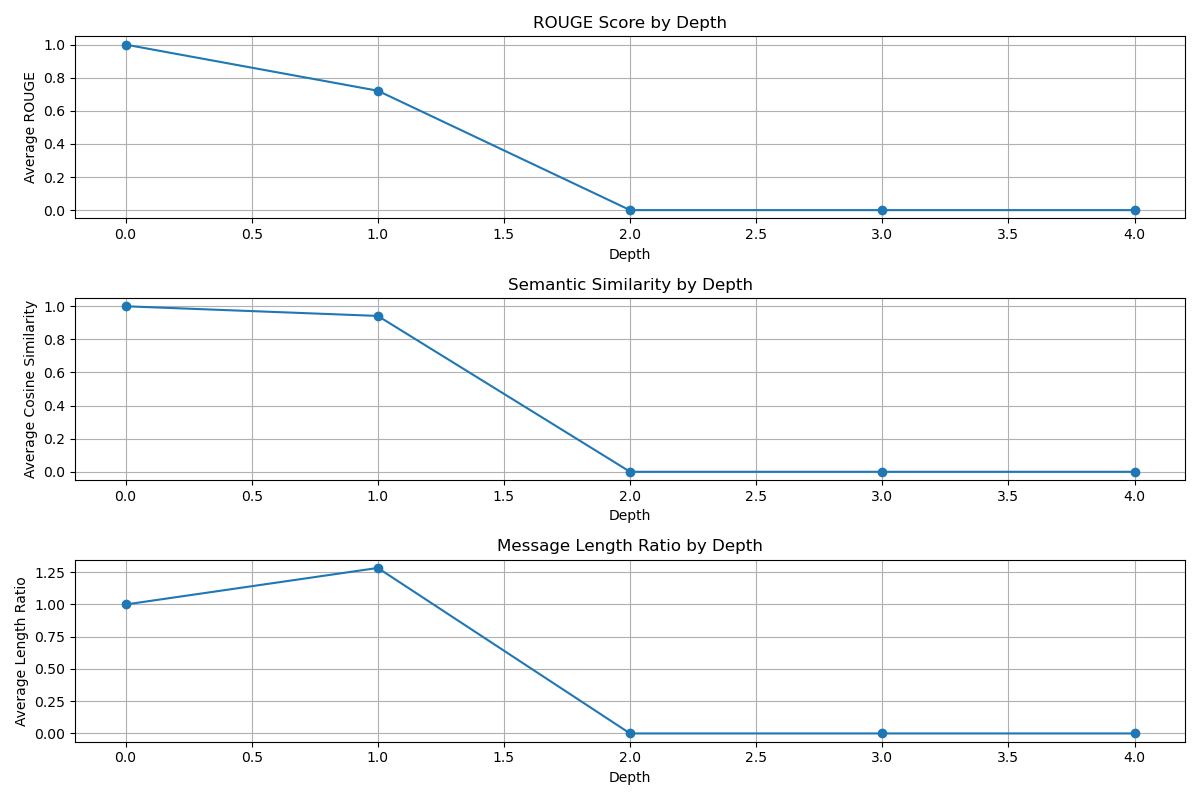 ROUGE Score by Depth
Average ROUGE
1.0
0.8
0.6
0.4
0.2
0.0
0.0 0.5 1.0 1.5 2.0 2.5 3.0 3.5 4.0
Depth
Semantic Similarity by Depth
Average Cosine Similarity
1.0
0.8
0.6
0.4
0.2
0.0
0.0 0.5 1.0 1.5 2.0 2.5 3.0 3.5 4.0
Depth
Message Length Ratio by Depth
Average Length Ratio
1.25
1.00
0.75
0.50
0.25
0.00
0.0 0.5 1.0 1.5 2.0 2.5 3.0 3.5 4.0
Depth